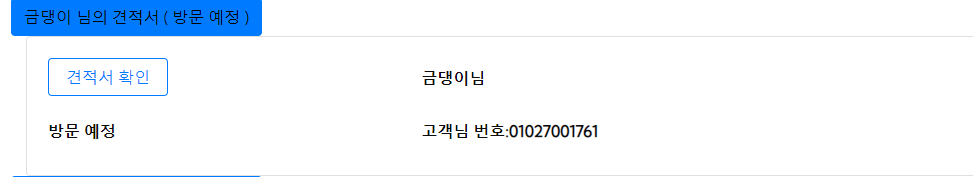 금댕이 님의 견적서 ( 방문 예정 )
견적서 확인
금댕이님
방문 예정
고객님 번호:01027001761